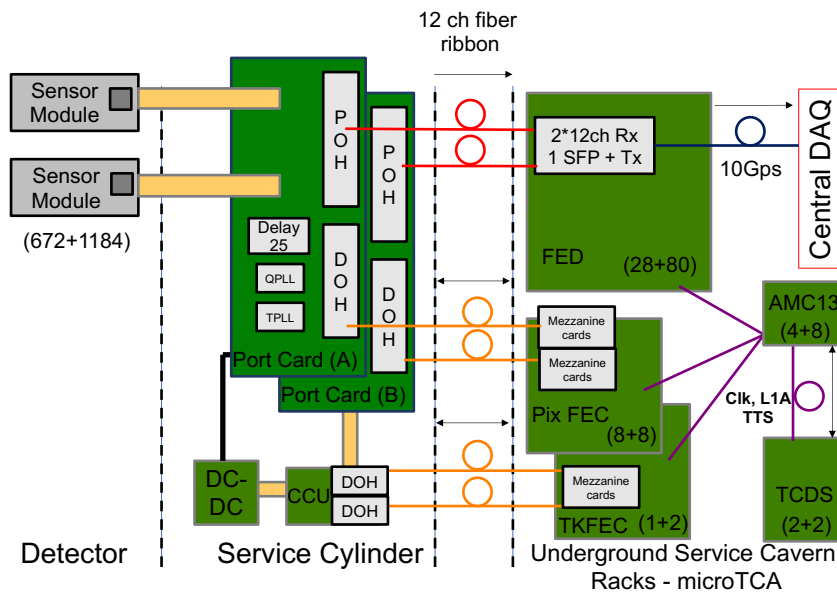 12 ch fiber
ribbon
Sensor
Module
Sensor
Module
(672+1184)
P
O
H
P
O
H
Delay
25
QPLL
TPLL
D
O
H
D
O
H
Port Card (A)
Port Card (B)
2*12ch Rx
1 SFP + Tx
FED
(28+80)
10Gps
Central DAQ
Mezzanine
cards
Mezzanine
cards
Pix FEC
(8+8)
AMC13
(4+8)
Clk, L1A
TTS
DC-
DC
CCU
DOH
DOH
Mezzanine
cards
TKFEC
(1+2)
TCDS
(2+2)
Detector
Service Cylinder
Underground Service Cavern
Racks - microTCA